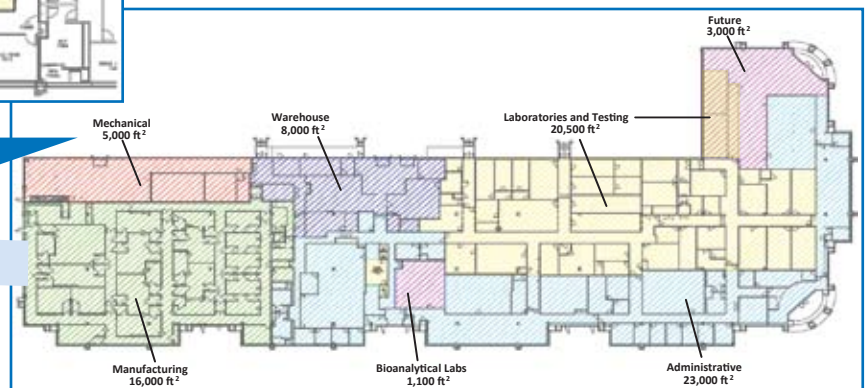 Future
3,000 ft²
Mechanical
5,000 ft²
Warehouse
8,000 ft²
Laboratories and Testing
20,500 ft²
Manufacturing
16,000 ft²
Bioanalytical Labs
1,100 ft²
Administrative
23,000 ft²